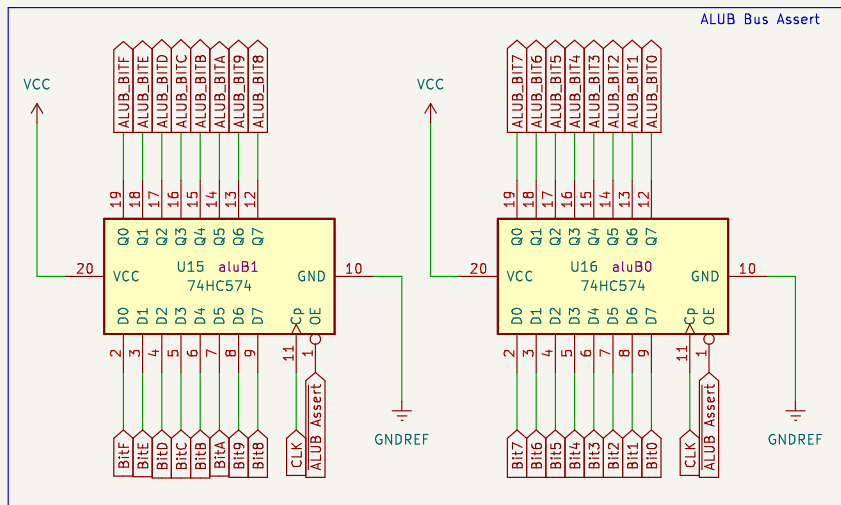 ALUB Bus Assert
ALUB_BITF
ALUB_BITE
ALUB_BITD
ALUB_BITC
ALUB_BITB
ALUB_BITA
ALUB_BIT9
ALUB_BIT8
VCC
19 18 17 16 15 14 13 12
Q0 Q1 Q2 Q3 Q4 Q5 Q6 Q7
20 VCC U15 aluB1 GND 10
74HC574
D0 D1 D2 D3 D4 D5 D6 D7 Cp OE
2 3 4 5 6 7 8 9 11 1
BitF
BitE
BitD
BitC
BitB
BitA
Bit9
Bit8
CLK
ALUB Assert
GNDREF
ALUB_BIT7
ALUB_BIT6
ALUB_BIT5
ALUB_BIT4
ALUB_BIT3
ALUB_BIT2
ALUB_BIT1
ALUB_BIT0
VCC
19 18 17 16 15 14 13 12
Q0 Q1 Q2 Q3 Q4 Q5 Q6 Q7
20 VCC U16 aluB0 GND 10
74HC574
D0 D1 D2 D3 D4 D5 D6 D7 Cp OE
2 3 4 5 6 7 8 9 11 1
Bit7
Bit6
Bit5
Bit4
Bit3
Bit2
Bit1
Bit0
CLK
ALUB Assert
GNDREF